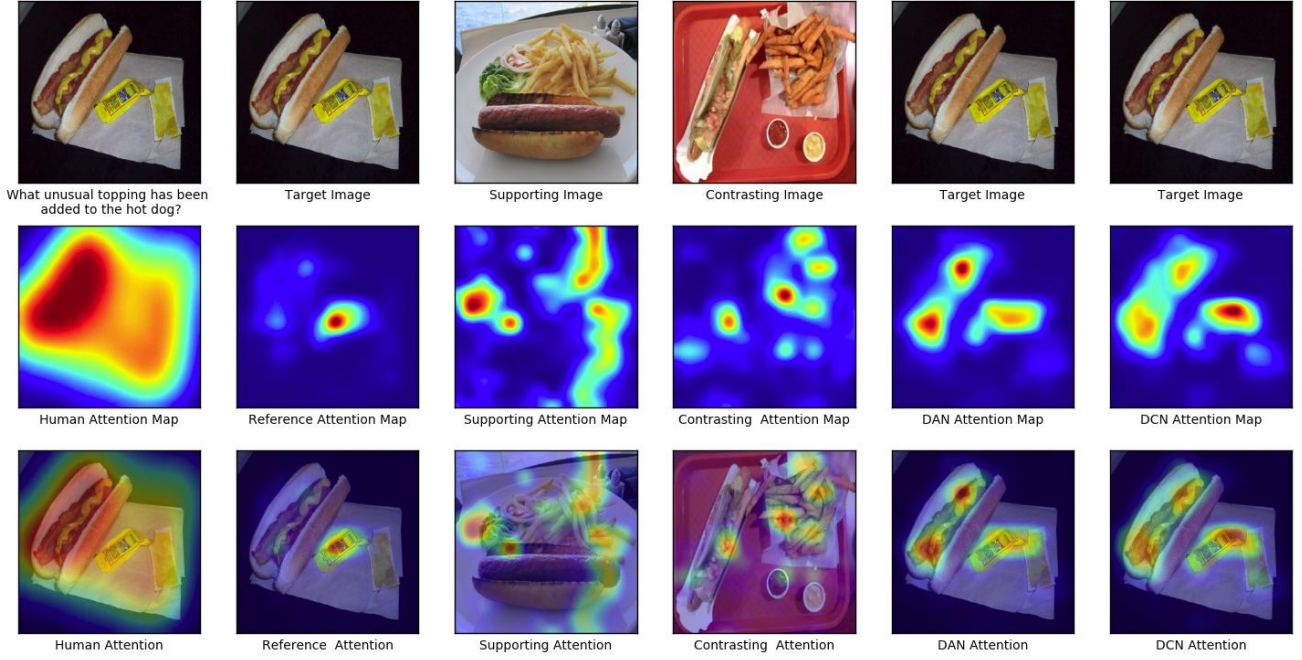 What unusual topping has been
added to the hot dog?
Target Image
Supporting Image
Contrasting Image
Target Image
Target Image
Human Attention Map
Reference Attention Map
Supporting Attention Map
Contrasting  Attention Map
DAN Attention Map
DCN Attention Map
Human Attention
Reference  Attention
Supporting Attention
Contrasting  Attention
DAN Attention
DCN Attention